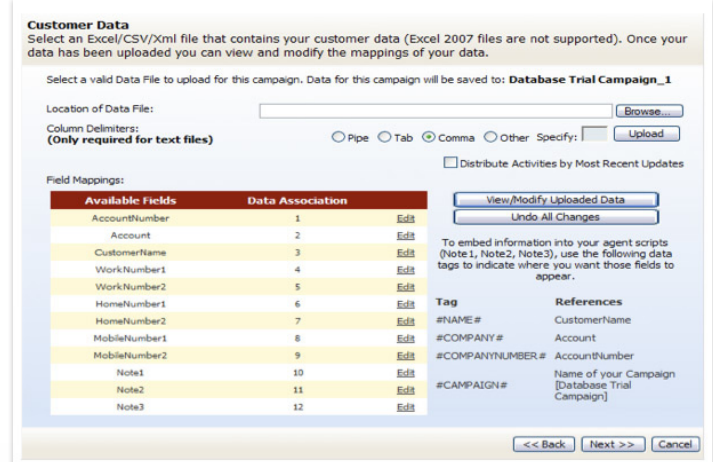 Customer Data
Select an Excel/CSV/Xml file that contains your customer data (Excel 2007 files are not supported). Once your
data has been uploaded you can view and modify the mappings of your data.
Select a valid Data File to upload for this campaign. Data for this campaign will be saved to: Database Trial Campaign_1
Location of Data File:
Browse...
Column Delimiters:
(Only required for text files)
Pipe Tab Comma Other Specify: Upload
Distribute Activities by Most Recent Updates
Field Mappings:
Available Fields Data Association
AccountNumber 1 Edit
Account 2 Edit
CustomerName 3 Edit
WorkNumber1 4 Edit
WorkNumber2 5 Edit
HomeNumber1 6 Edit
HomeNumber2 7 Edit
MobileNumber1 8 Edit
MobileNumber2 9 Edit
Note1 10 Edit
Note2 11 Edit
Note3 12 Edit
View/Modify Uploaded Data
Undo All Changes
To embed information into your agent scripts
(Note1, Note2, Note3), use the following data
tags to indicate where you want those fields to
appear.
Tag References
#NAME# CustomerName
#COMPANY# Account
#COMPANYNUMBER# AccountNumber
#CAMPAIGN# Name of your Campaign
[Database Trial
Campaign]
<< Back Next >> Cancel